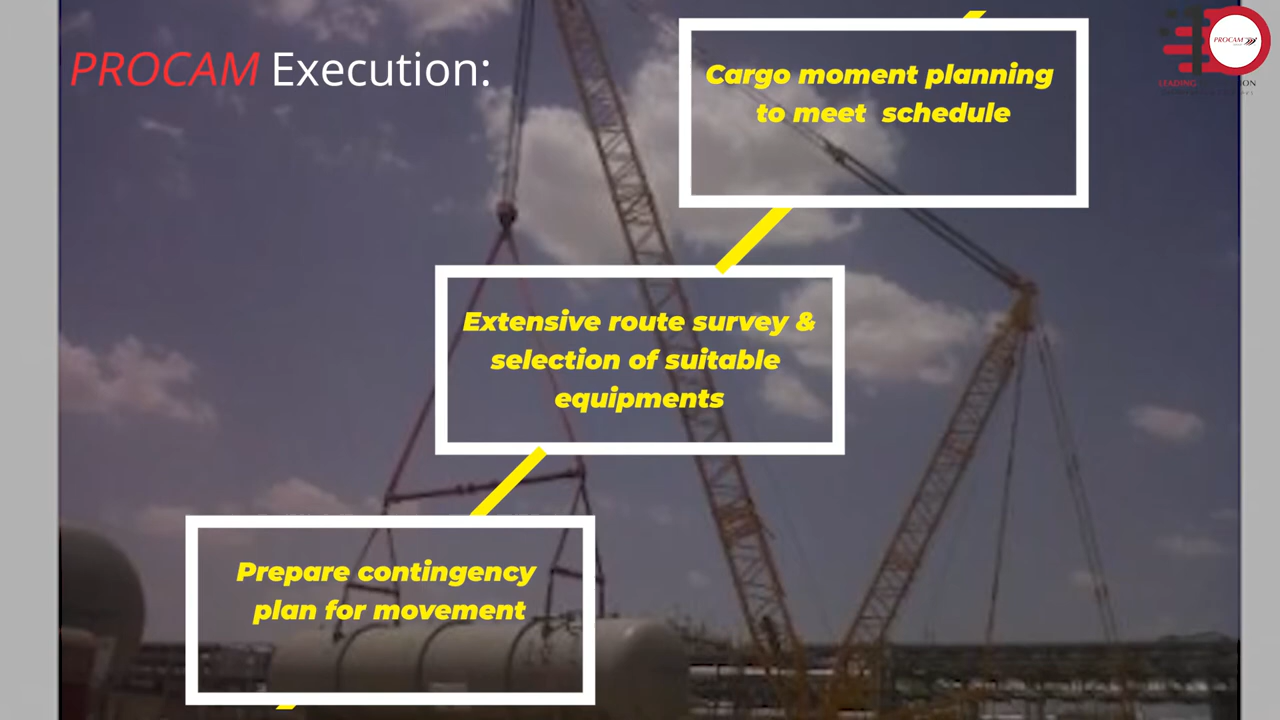 PROCAM Execution:
Cargo moment planning
to meet schedule
PROCAM
LEADING
Extensive route survey &
selection of suitable
equipments
Prepare contingency
plan for movement